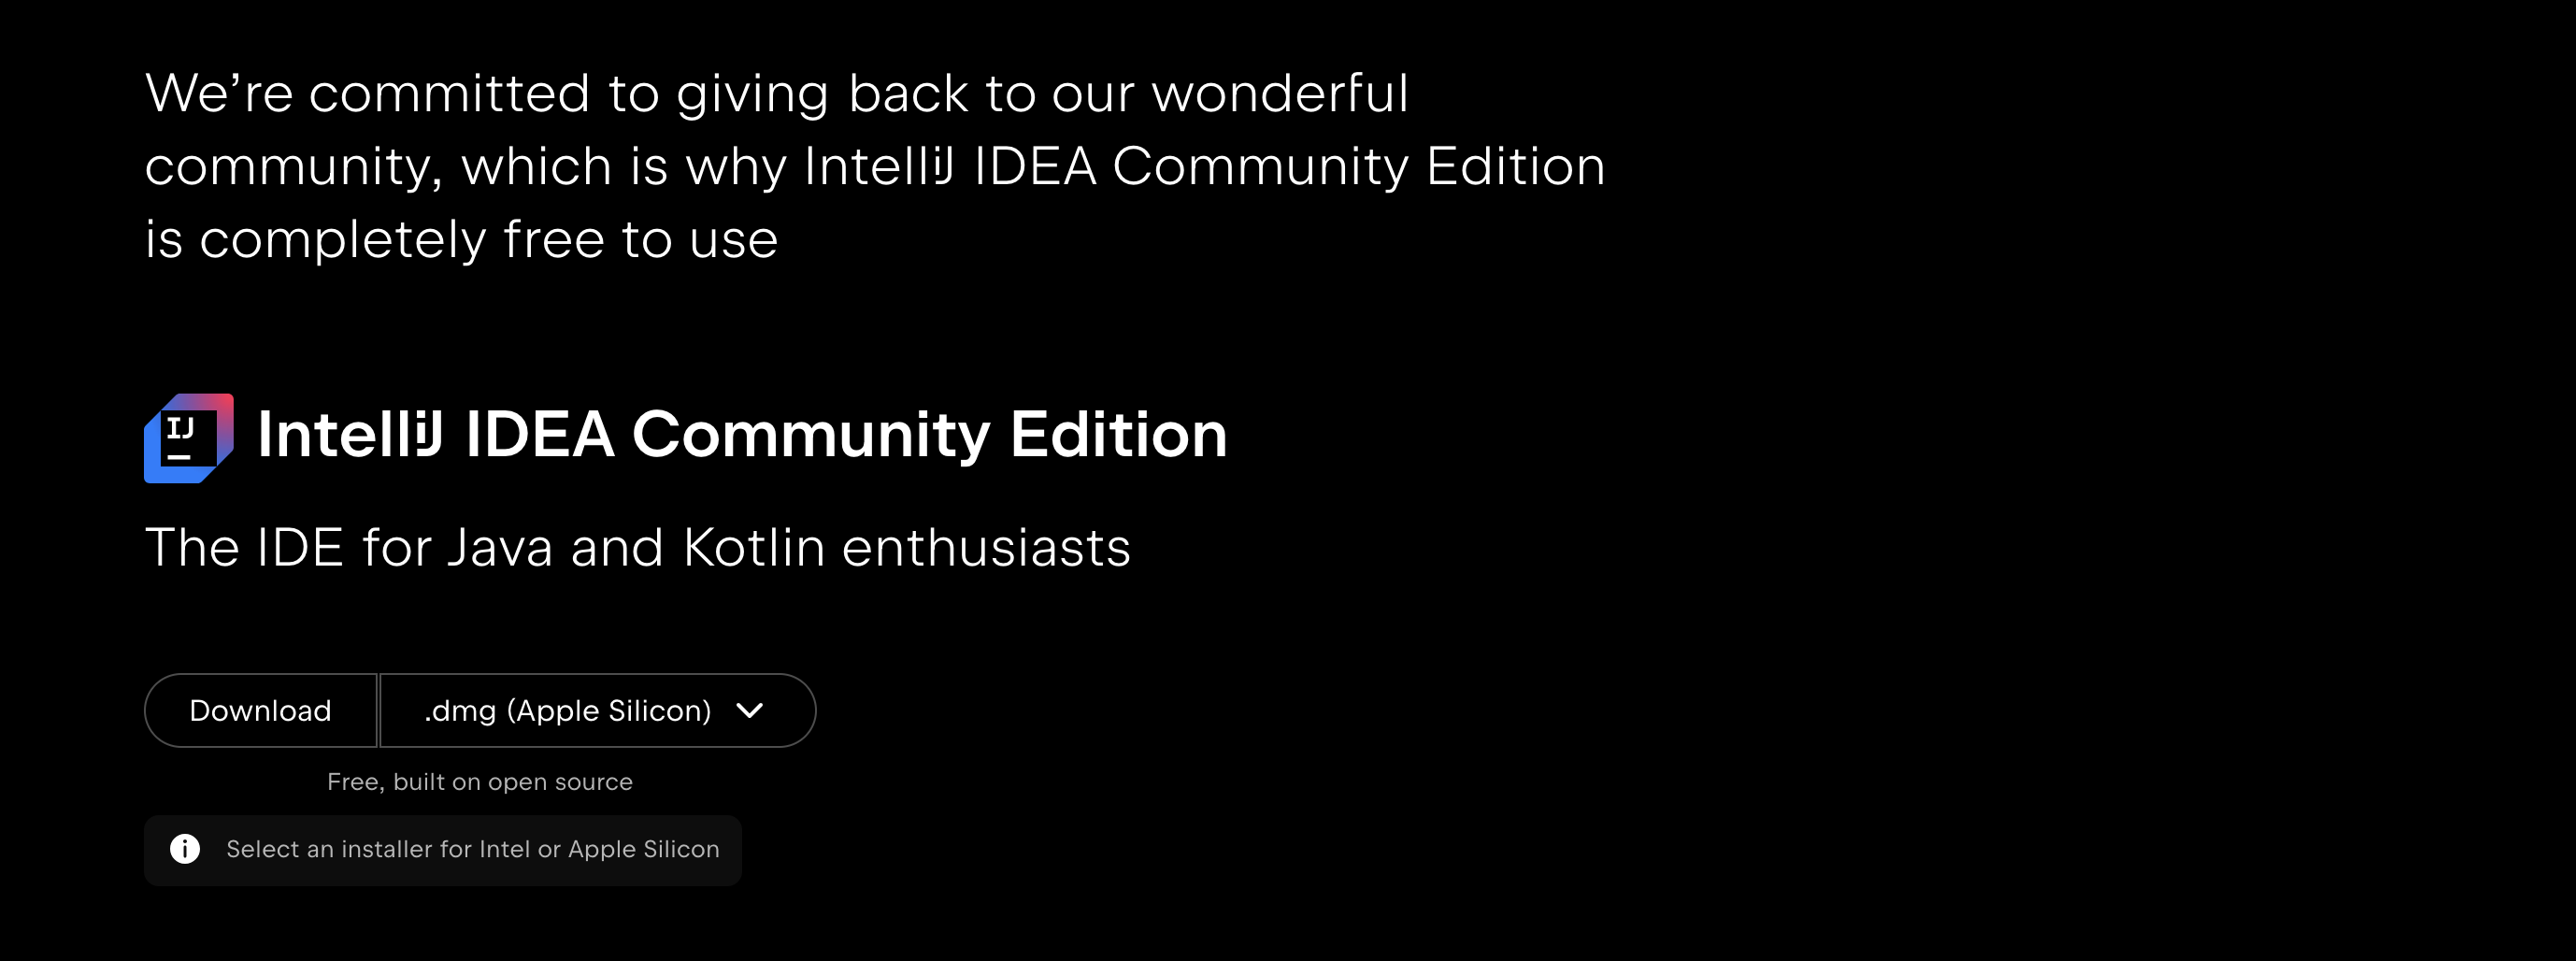 We’re committed to giving back to our wonderful
community, which is why IntelliJ IDEA Community Edition
is completely free to use
IJ
IntelliJ IDEA Community Edition
The IDE for Java and Kotlin enthusiasts
Download
.dmg (Apple Silicon)
Free, built on open source
Select an installer for Intel or Apple Silicon